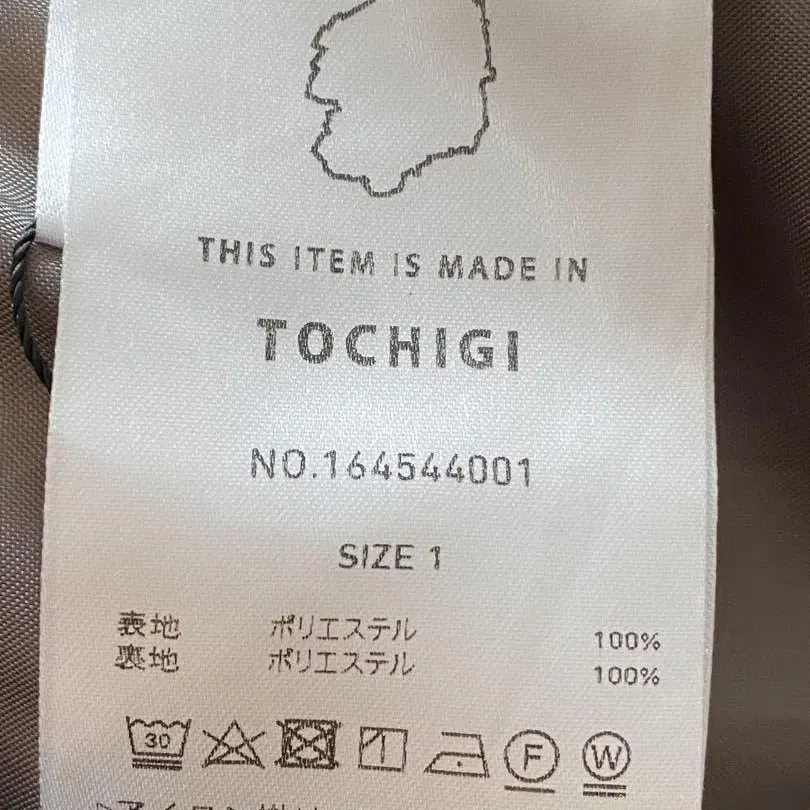 THIS ITEM IS MADE IN
TOCHIGI
NO.164544001
SIZE 1
表地 ポリエステル 100%
裏地 ポリエステル 100%
30 F W